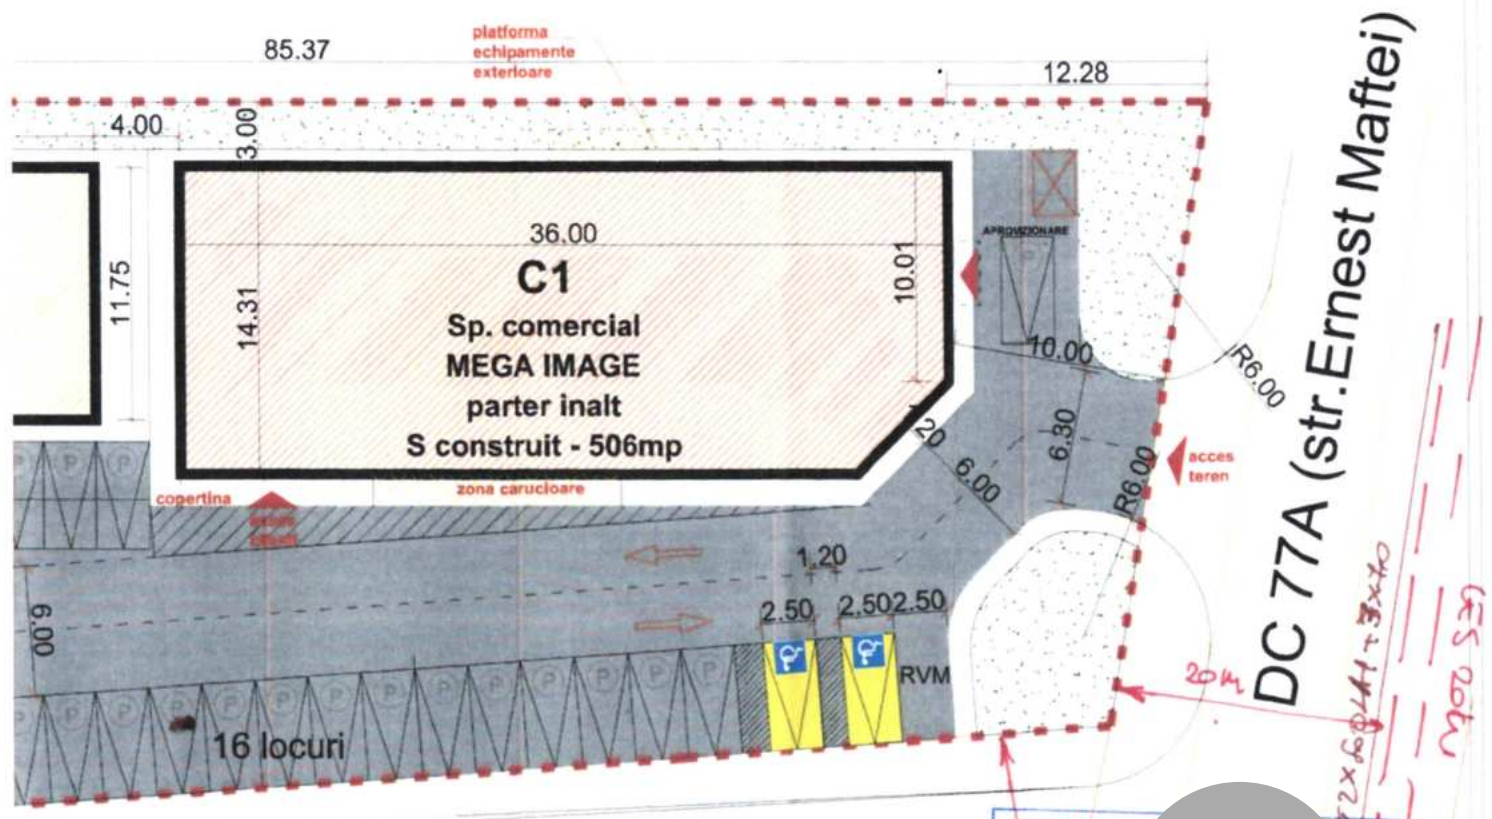 platforma
echipamente
exterioare
85.37
12.28
4.00
3.00
11.75
14.31
36.00
10.01
C1
Sp. comercial
MEGA IMAGE
parter inalt
S construit - 506mp
APROVIZIONARE
10.00
R6.00
6.30
6.00
R6.00
acces
teren
DC 77A (str.Ernest Maftei)
copertina
zona carucioare
P P
1.20
2.50 2.50 2.50
6.00
RVM
P P P P P P P P P P P P P P
16 locuri
20m